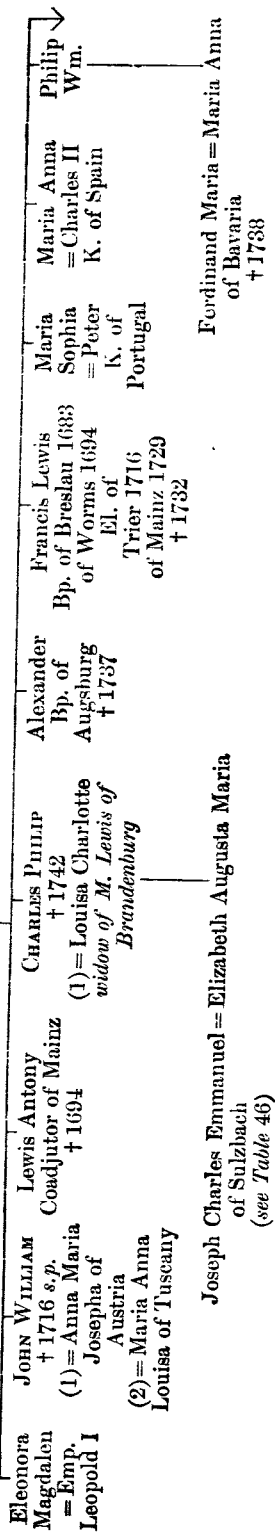 Eleonora
Magdalen
= Emp.
Leopold I
JOHN WILLIAM
† 1716 s.p.
(1) = Anna Maria
Josepha of
Austria
(2) = Maria Anna
Louisa of Tuscany
Lewis Antony
Coadjutor of Mainz
† 1694
CHARLES PHILIP
† 1742
(1) = Louisa Charlotte
widow of M. Lewis of
Brandenburg
Alexander
Bp. of
Augsburg
† 1737
Francis Lewis
Bp. of Breslau 1683
of Worms 1694
El. of
Trier 1716
of Mainz 1729
† 1732
Maria
Sophia
= Peter
K. of
Portugal
Maria Anna
= Charles II
K. of Spain
Philip
Wm.
Joseph Charles Emmanuel = Elizabeth Augusta Maria
of Sulzbach
(see Table 46)
Ferdinand Maria = Maria Anna
of Bavaria
† 1738